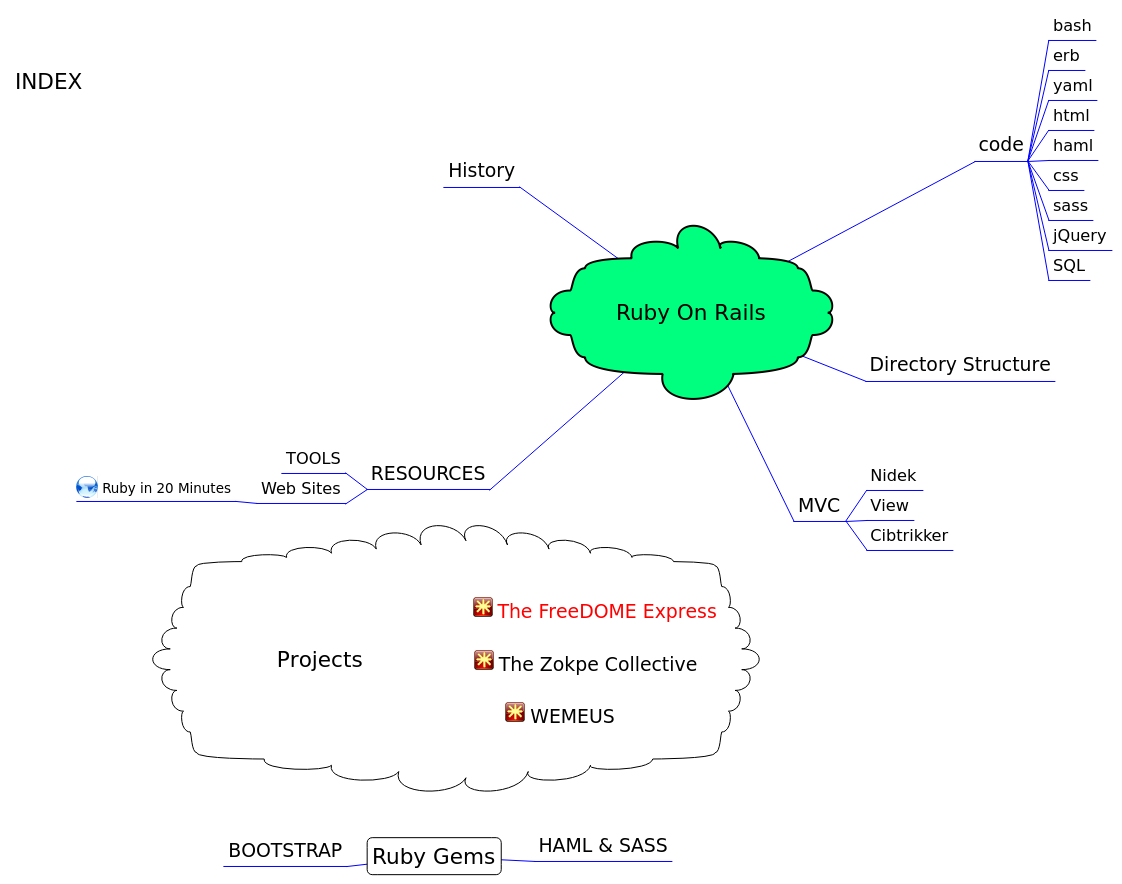 INDEX
Ruby On Rails
History
code
bash
erb
yaml
html
haml
css
sass
jQuery
SQL
Directory Structure
MVC
Nidek
View
Cibtrikker
RESOURCES
TOOLS
Web Sites
Ruby in 20 Minutes
Projects
The FreeDOME Express
The Zokpe Collective
WEMEUS
BOOTSTRAP
Ruby Gems
HAML & SASS